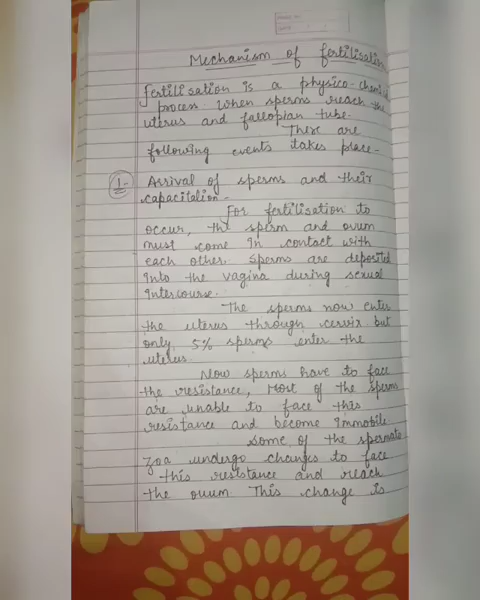 Mechanism of fertilisation
fertilisation is a physico-chemi
process. When sperms reach the
uterus and fallopian tube.
There are
following events takes place-
1- Arrival of sperms and their
capacitation-
For fertilisation to
occur, the sperm and ovum
must come in contact with
each other. Sperms are deposited
into the vagina during sexual
intercourse.
The sperms now enter
the uterus through cervix but
only 5% sperms enter the
uterus.
Now sperms have to face
the resistance, Most of the sperms
are unable to face this
resistance and become immobile
Some of the spermato
zoa undergo changes to face
this resistance and reach
the ovum This change is